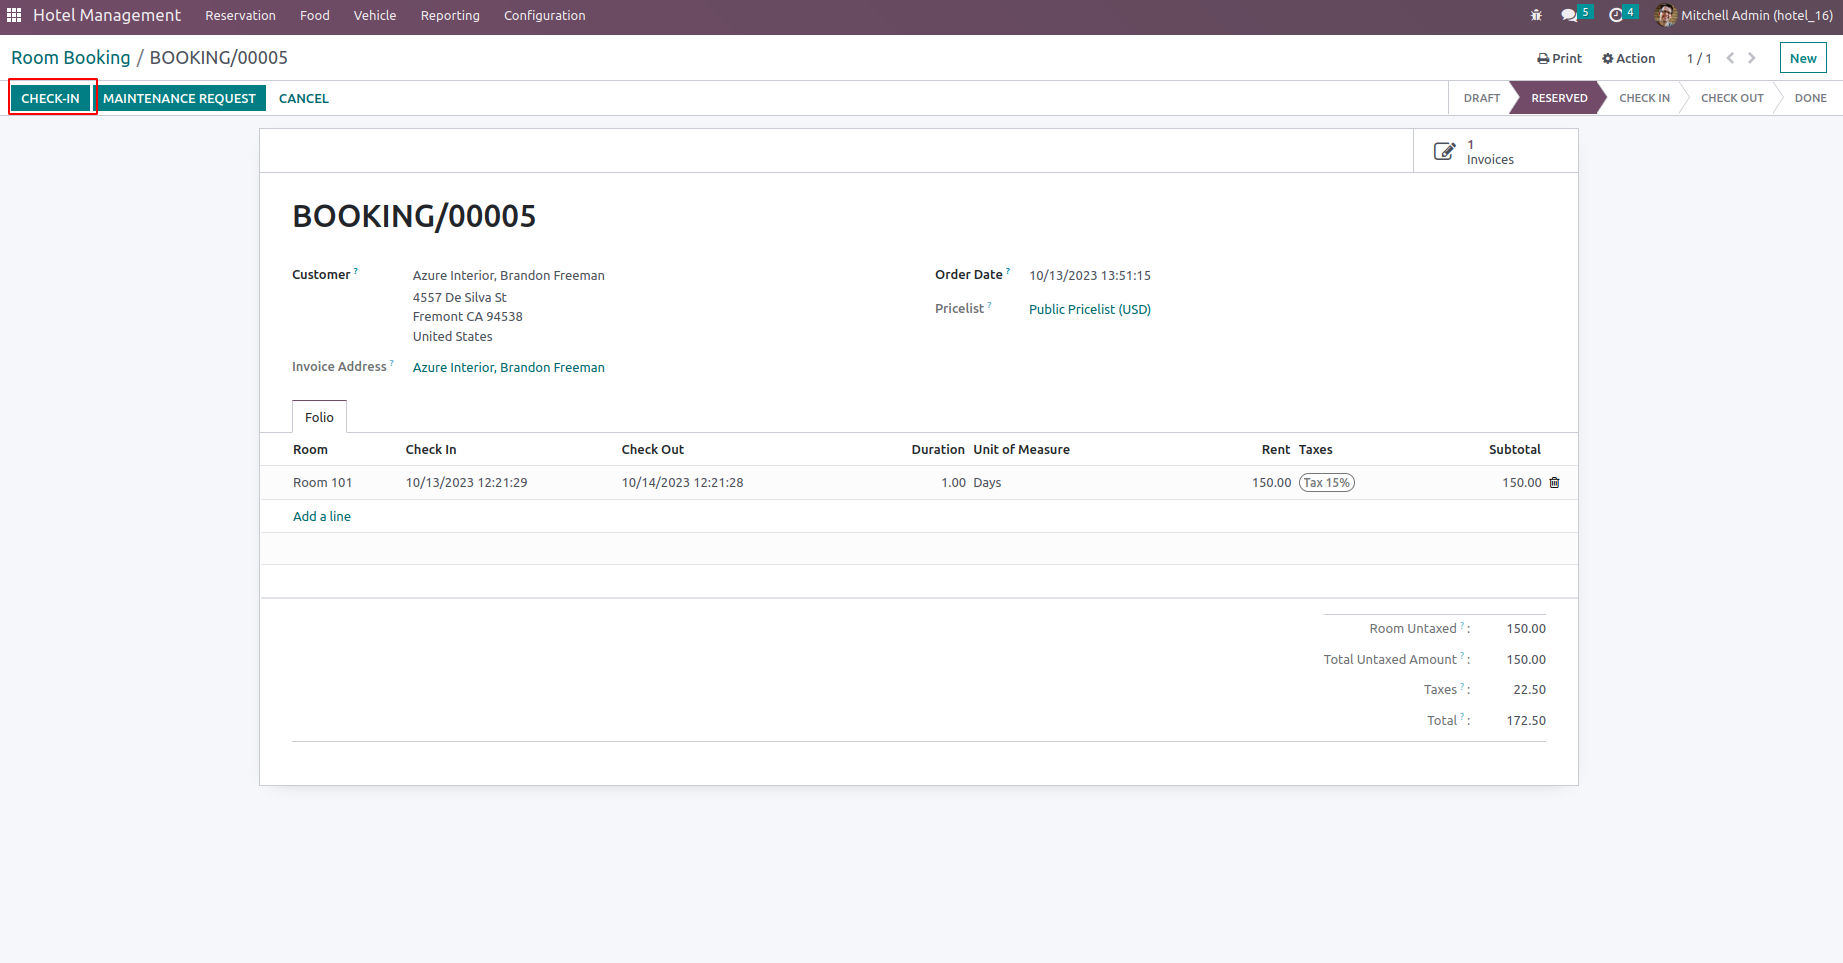 Hotel Management Reservation Food Vehicle Reporting Configuration 5 4 Mitchell Admin (hotel_16)
Room Booking / BOOKING/00005 Print Action 1 / 1 New
CHECK-IN MAINTENANCE REQUEST CANCEL DRAFT RESERVED CHECK IN CHECK OUT DONE
1
Invoices
BOOKING/00005
Customer ? Azure Interior, Brandon Freeman Order Date ? 10/13/2023 13:51:15
4557 De Silva St
Pricelist ? Public Pricelist (USD)
Fremont CA 94538
United States
Invoice Address ? Azure Interior, Brandon Freeman
Folio
Room Check In Check Out Duration Unit of Measure Rent Taxes Subtotal
Room 101 10/13/2023 12:21:29 10/14/2023 12:21:28 1.00 Days 150.00 Tax 15% 150.00
Add a line
Room Untaxed ? : 150.00
Total Untaxed Amount ? : 150.00
Taxes ? : 22.50
Total ? : 172.50